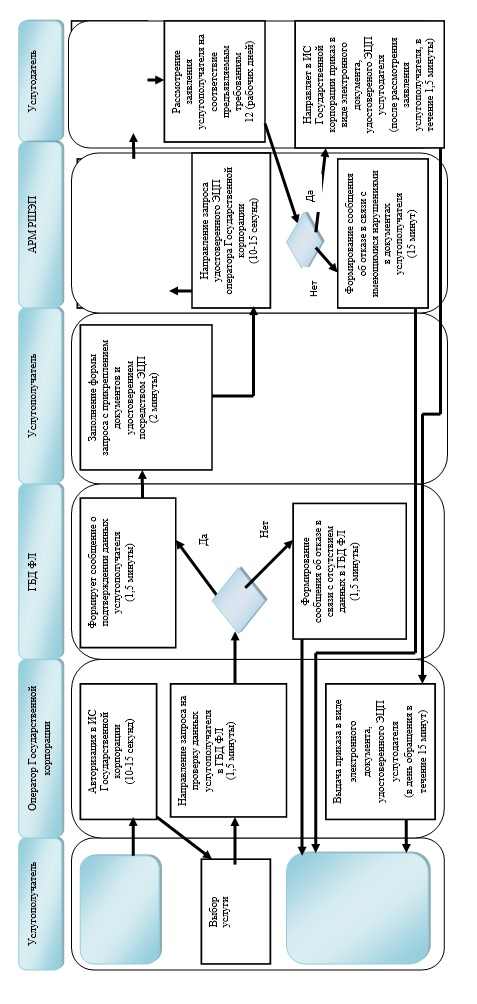 Услугополучатель
Оператор Государственной
корпорации
ГБД ФЛ
Услугополучатель
АРМ РШЭП
Услугодатель
Авторизация в ИС
Государственной
корпорации
(10-15 секунд)
Выбор
услуги
Направление запроса на
проверку данных
услугополучателя
в ГБД ФЛ
(1,5 минуты)
Формирует сообщение о
подтверждении данных
услугополучателя
(1,5 минуты)
Да
Нет
Формирование
сообщения об отказе в
связи с отсутствием
данных в ГБД ФЛ
(1,5 минуты)
Заполнение формы
запроса с прикреплением
документов и
удостоверением
посредством ЭЦП
(2 минуты)
Направление запроса
удостоверенного ЭЦП
оператора Государственной
корпорации
(10-15 секунд)
Рассмотрение
заявления
услугополучателя на
соответствие
предъявляемым
требованиям
12 (рабочих дней)
Да
Нет
Направляет в ИС
Государственной
корпорации приказ в
виде электронного
документа,
удостовереного ЭЦП
услугодателя
(после рассмотрения
заявления
услугополучателя, в
течение 1,5 минуты)
Формирование сообщения
об отказе в связи с
имеющимися нарушениями
в документах
услугополучателя
(15 минут)
Выдача приказа в виде
электронного
документа,
удостоверенного ЭЦП
услугодателя
(в день обращения в
течение 15 минут)